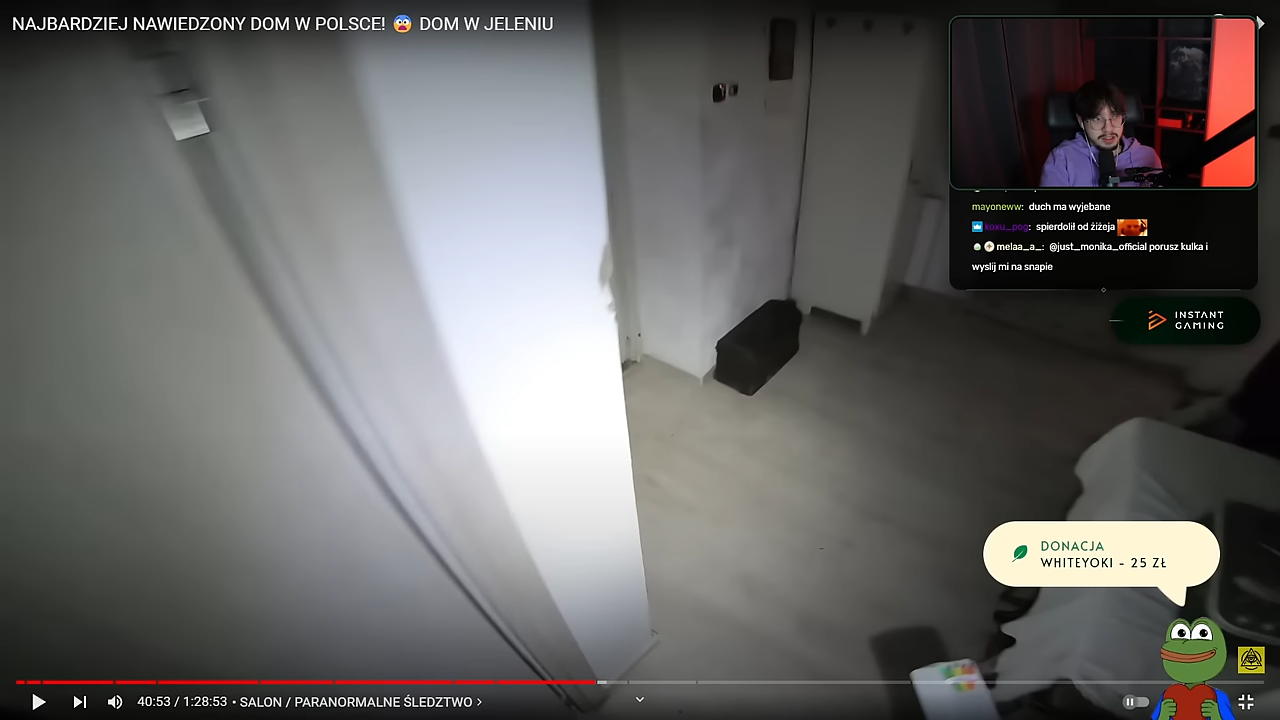 NAJBARDZIEJ NAWIEDZONY DOM W POLSCE! 😨 DOM W JELENIU
mayoneww: duch ma wyjebane
koxu_pog: spierdolił od żiżeja
melaa_a_: @just_monika_official porusz kulka i
wyslij mi na snapie
INSTANT
GAMING
DONACJA
WHITEYOKI - 25 ZŁ
40:53 / 1:28:53 • SALON / PARANORMALNE ŚLEDZTWO >